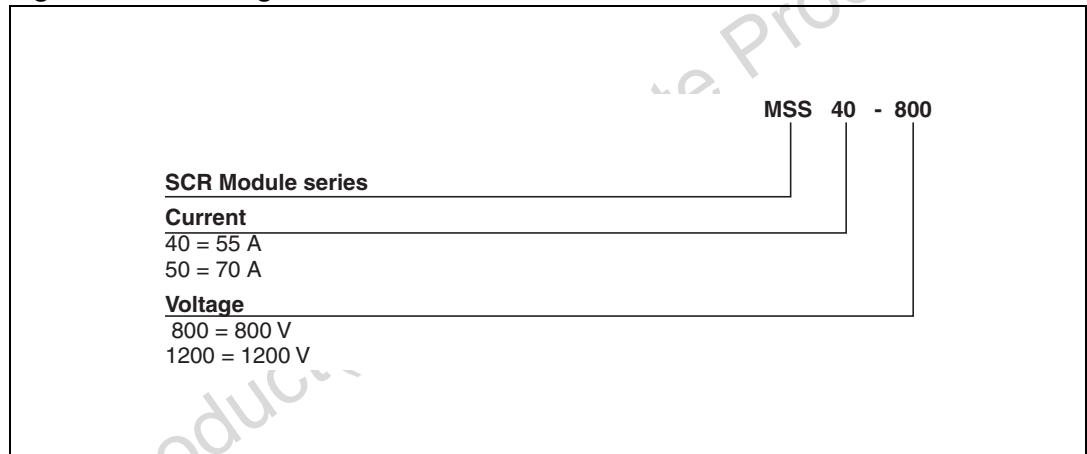 MSS 40 - 800
SCR Module series
Current
40 = 55 A
50 = 70 A
Voltage
800 = 800 V
1200 = 1200 V